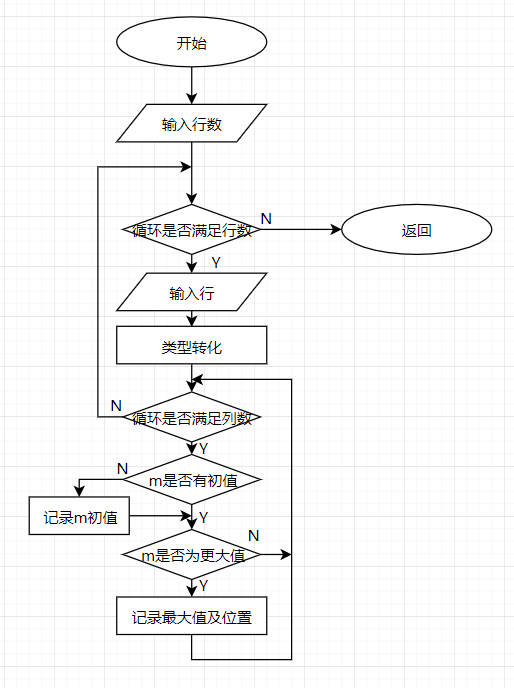 开始
输入行数
循环是否满足行数
N
返回
Y
输入行
类型转化
N
循环是否满足列数
Y
N
m是否有初值
记录m初值
Y
N
m是否为更大值
Y
记录最大值及位置